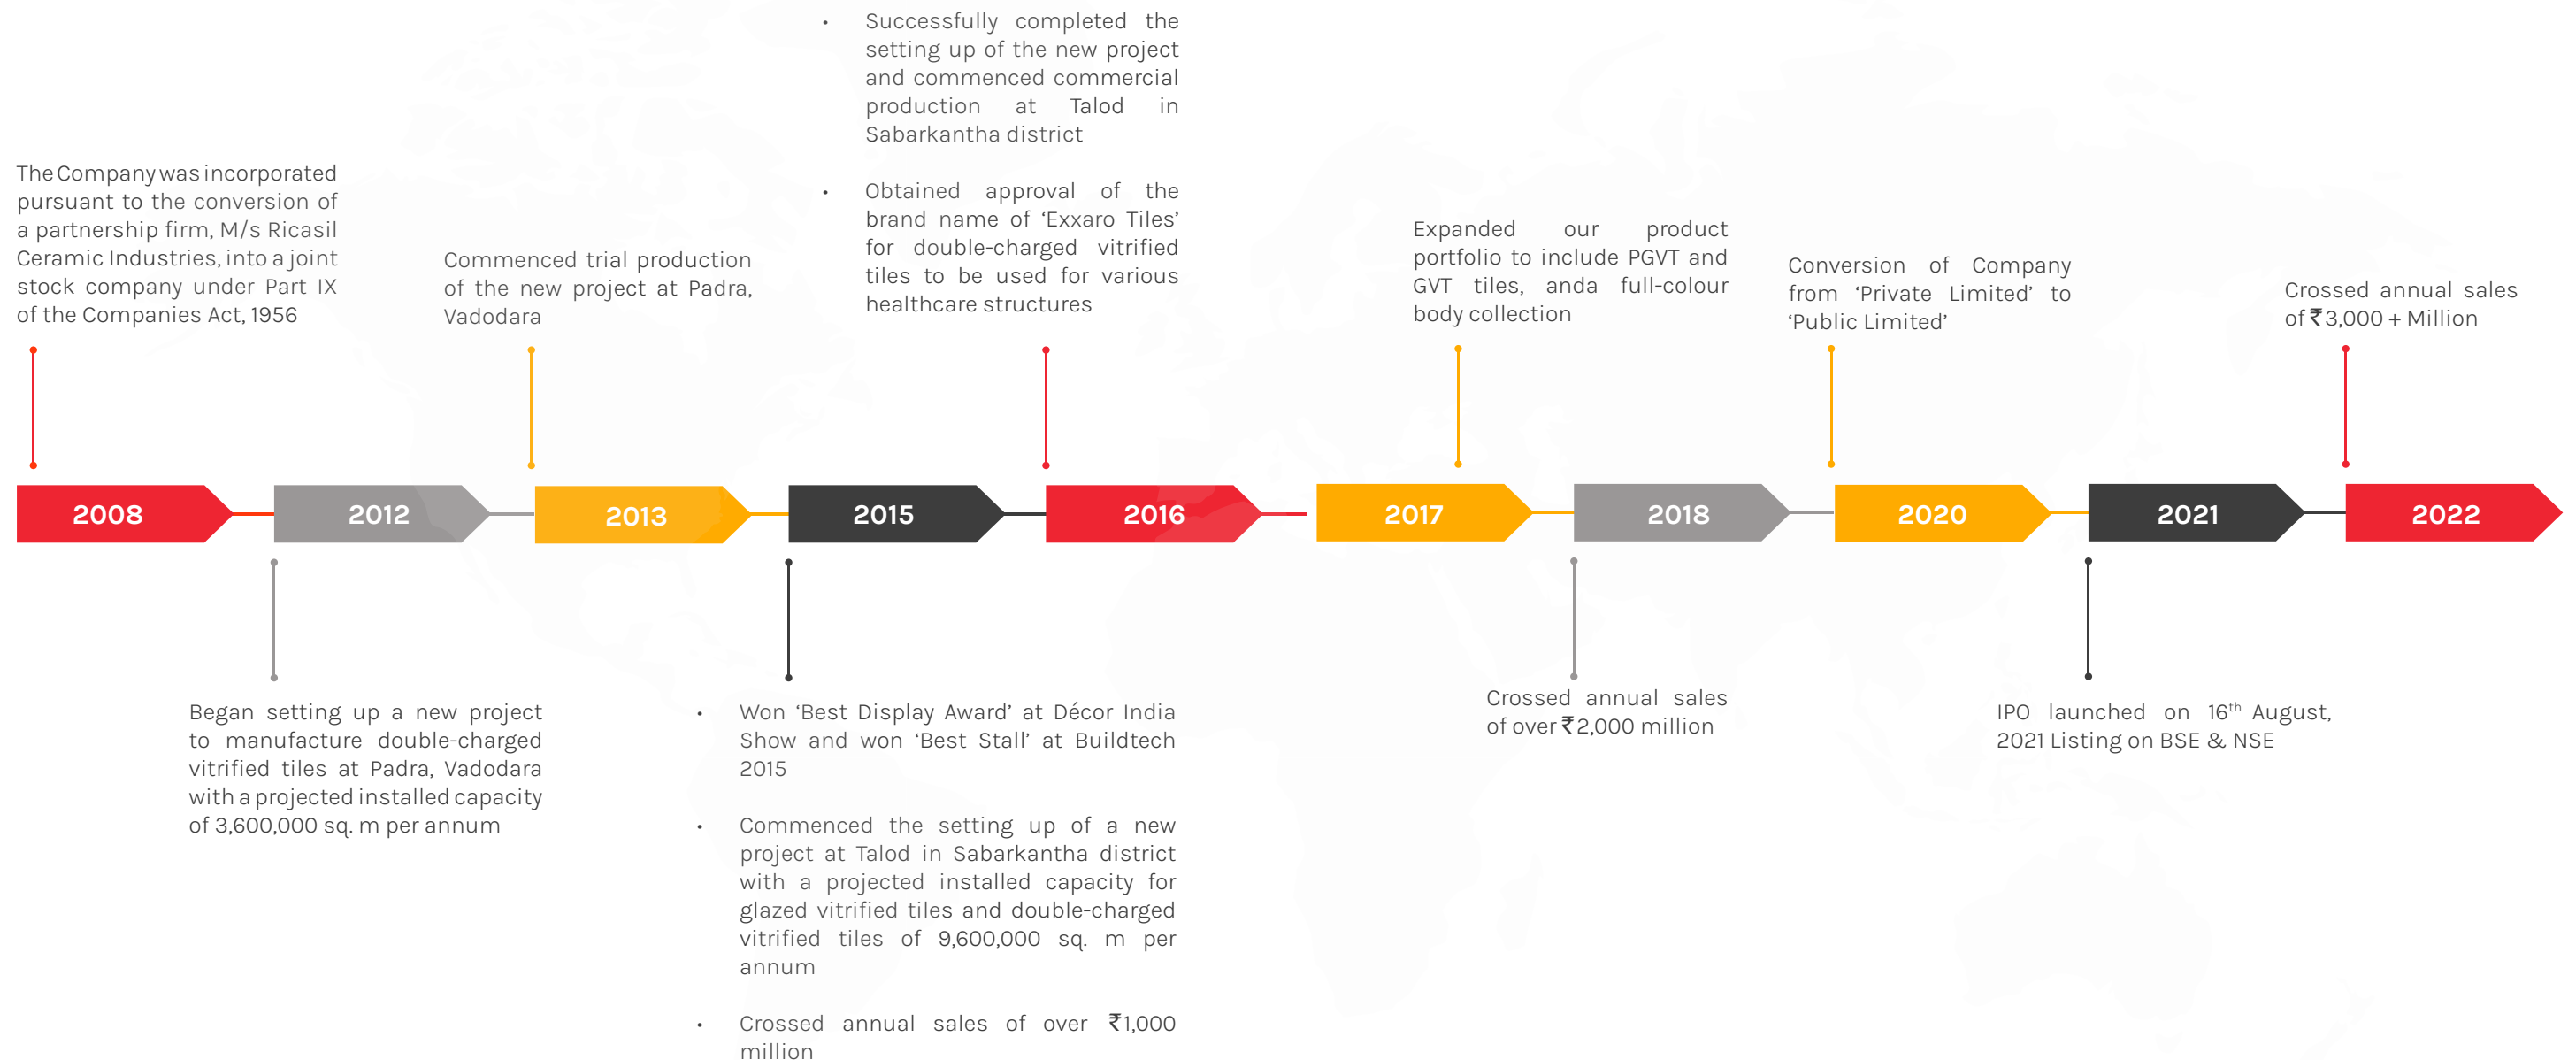 The Company was incorporated
pursuant to the conversion of
a partnership firm, M/s Ricasil
Ceramic Industries, into a joint
stock company under Part IX
of the Companies Act, 1956
Commenced trial production
of the new project at Padra,
Vadodara
• Successfully completed the
setting up of the new project
and commenced commercial
production at Talod in
Sabarkantha district
• Obtained approval of the
brand name of ‘Exxaro Tiles’
for double-charged vitrified
tiles to be used for various
healthcare structures
Expanded our product
portfolio to include PGVT and
GVT tiles, anda full-colour
body collection
Conversion of Company
from ‘Private Limited’ to
‘Public Limited’
Crossed annual sales
of ₹3,000 + Million
2008
2012
2013
2015
2016
2017
2018
2020
2021
2022
Began setting up a new project
to manufacture double-charged
vitrified tiles at Padra, Vadodara
with a projected installed capacity
of 3,600,000 sq. m per annum
• Won ‘Best Display Award’ at Décor India
Show and won ‘Best Stall’ at Buildtech
2015
• Commenced the setting up of a new
project at Talod in Sabarkantha district
with a projected installed capacity for
glazed vitrified tiles and double-charged
vitrified tiles of 9,600,000 sq. m per
annum
• Crossed annual sales of over ₹1,000
million
Crossed annual sales
of over ₹2,000 million
IPO launched on 16th August,
2021 Listing on BSE & NSE